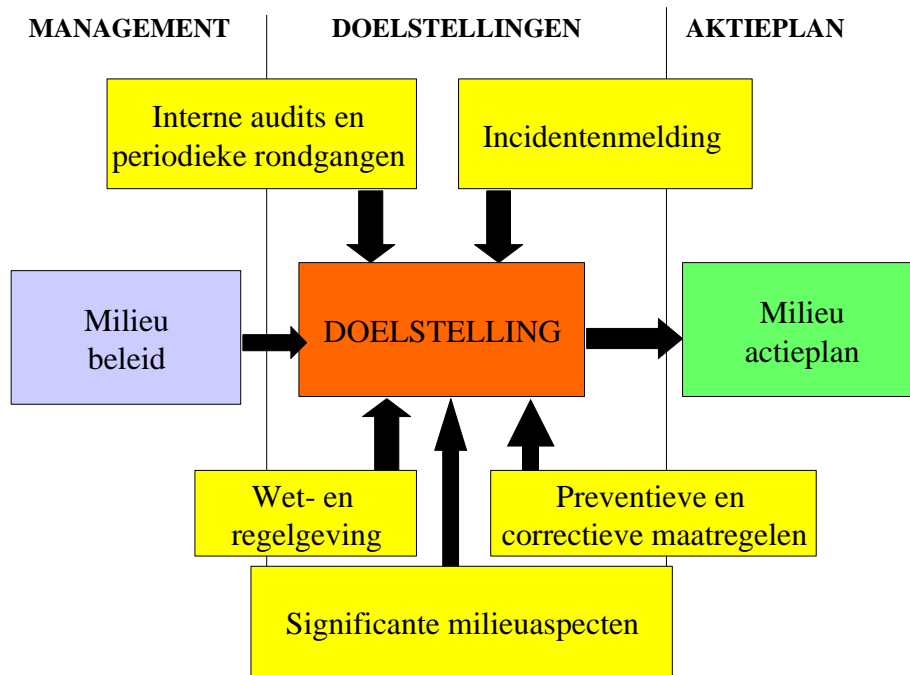 MANAGEMENT DOELSTELLINGEN AKTIEPLAN
Interne audits en
periodieke rondgangen
Incidentenmelding
Milieu
beleid
DOELSTELLING
Milieu
actieplan
Wet- en
regelgeving
Preventieve en
correctieve maatregelen
Significante milieuaspecten